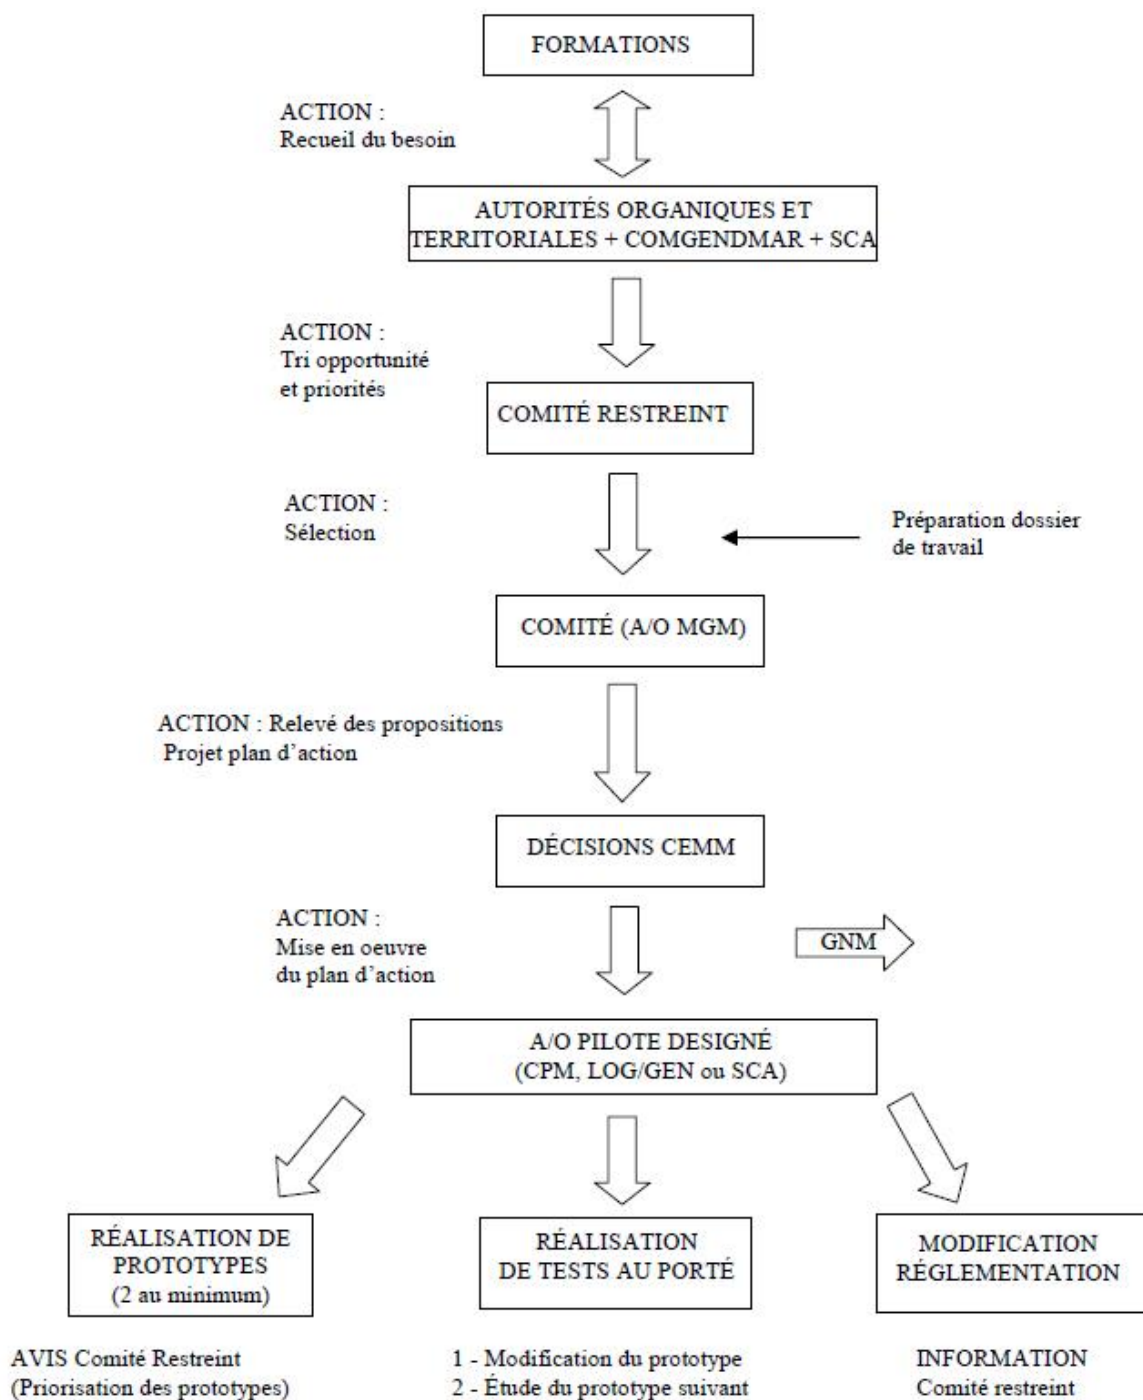 FORMATIONS
ACTION :
Recueil du besoin
AUTORITÉS ORGANIQUES ET
TERRITORIALES + COMGENDMAR + SCA
ACTION :
Tri opportunité
et priorités
COMITÉ RESTREINT
ACTION :
Sélection
Préparation dossier
de travail
COMITÉ (A/O MGM)
ACTION : Relevé des propositions
Projet plan d’action
DÉCISIONS CEMM
ACTION :
Mise en oeuvre
du plan d’action
GNM
A/O PILOTE DESIGNÉ
(CPM, LOG/GEN ou SCA)
RÉALISATION DE
PROTOTYPES
(2 au minimum)
RÉALISATION
DE TESTS AU PORTÉ
MODIFICATION
RÉGLEMENTATION
AVIS Comité Restreint
(Priorisation des prototypes)
1 - Modification du prototype
2 - Étude du prototype suivant
INFORMATION
Comité restreint